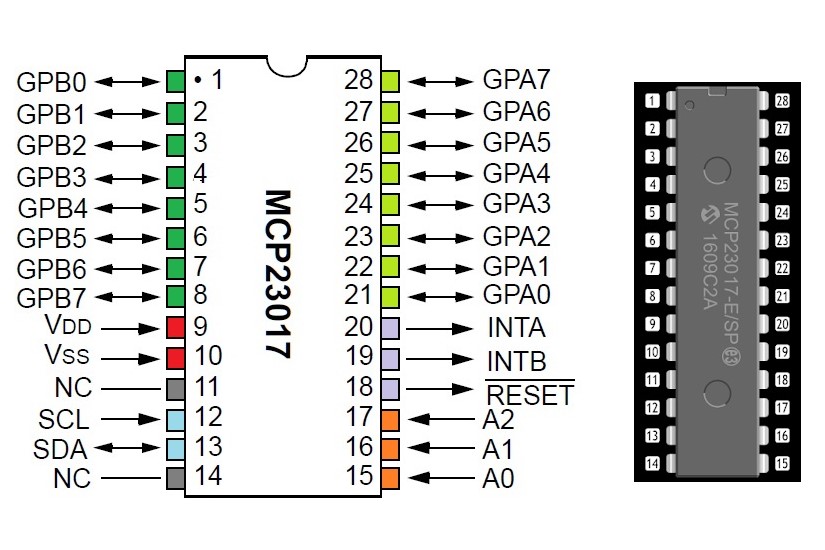 GPB0 1 28 GPA7
GPB1 2 27 GPA6
GPB2 3 26 GPA5
GPB3 4 25 GPA4
GPB4 5 24 GPA3
GPB5 6 23 GPA2
GPB6 7 22 GPA1
GPB7 8 21 GPA0
VDD 9 20 INTA
VSS 10 19 INTB
NC 11 18 RESET
SCL 12 17 A2
SDA 13 16 A1
NC 14 15 A0
MCP23017
1 28
2 27
3 26
4 25
5 24
6 23
7 22
8 21
9 20
10 19
11 18
12 17
13 16
14 15
MCP23017-E/SP e3
1609C2A